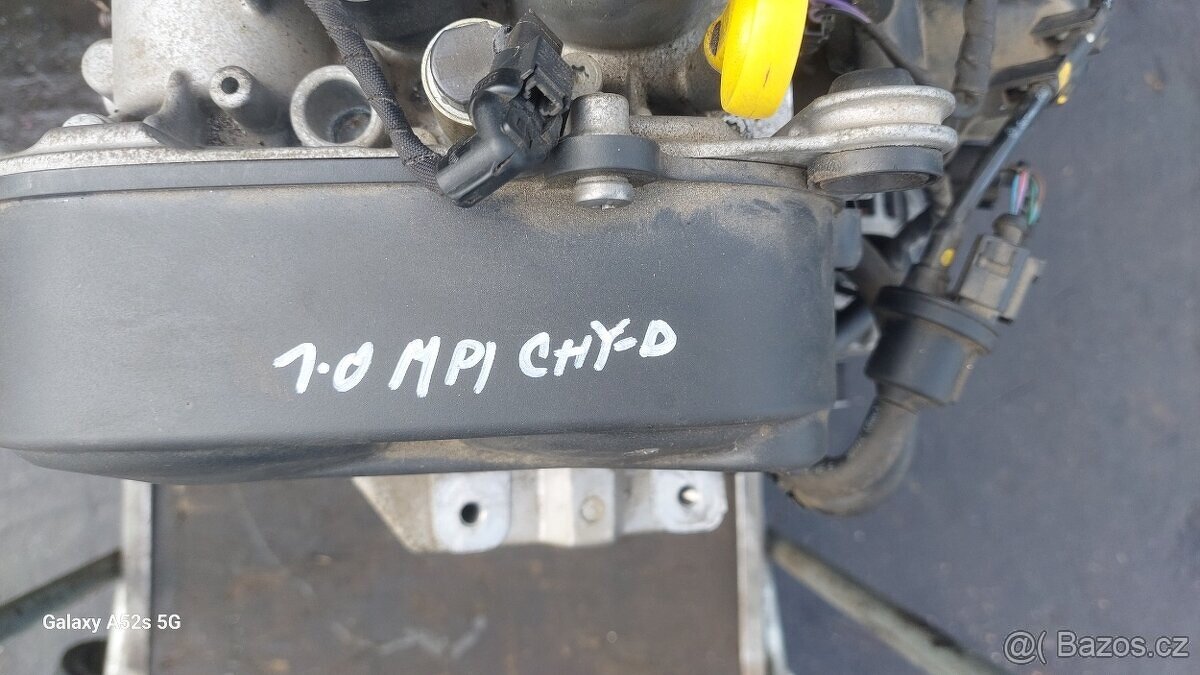 1.0 MPI CHY-D
Galaxy A52s 5G
@( Bazos.cz